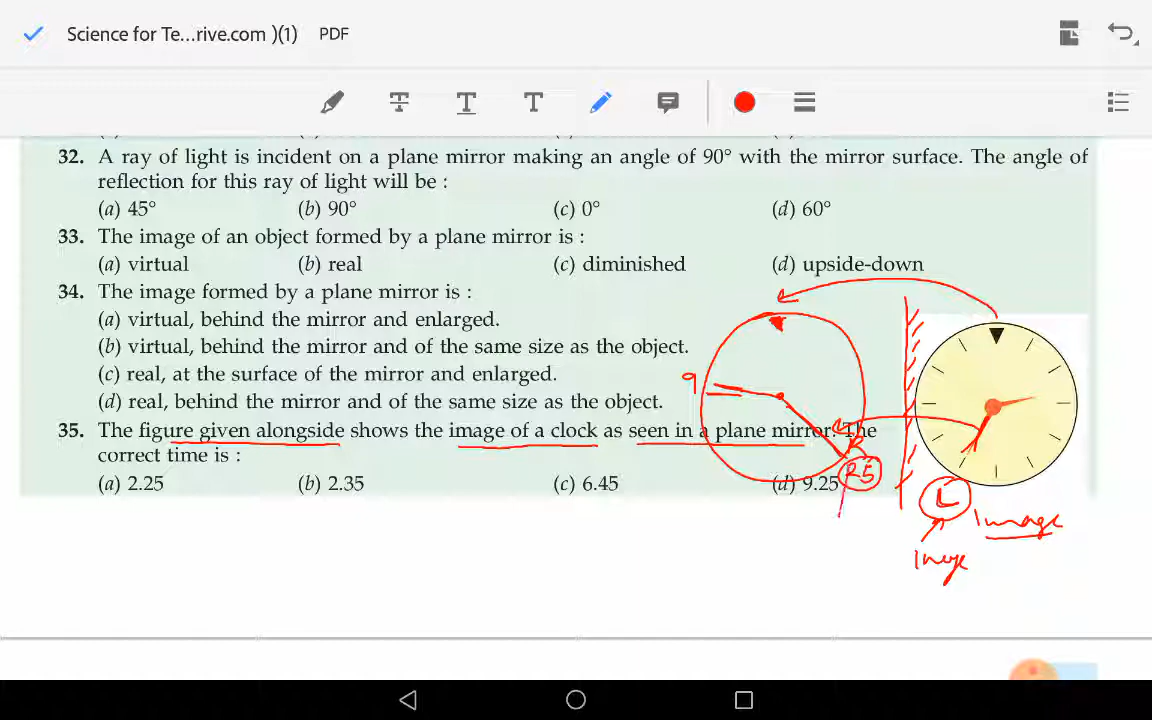 Science for Te...rive.com )(1) PDF
32. A ray of light is incident on a plane mirror making an angle of 90° with the mirror surface. The angle of
reflection for this ray of light will be :
(a) 45° (b) 90° (c) 0° (d) 60°
33. The image of an object formed by a plane mirror is :
(a) virtual (b) real (c) diminished (d) upside-down
34. The image formed by a plane mirror is :
(a) virtual, behind the mirror and enlarged.
(b) virtual, behind the mirror and of the same size as the object.
(c) real, at the surface of the mirror and enlarged.
(d) real, behind the mirror and of the same size as the object.
9
35. The figure given alongside shows the image of a clock as seen in a plane mirror. The
correct time is :
R
(a) 2.25 (b) 2.35 (c) 6.45 (d) 9.25
L
Image